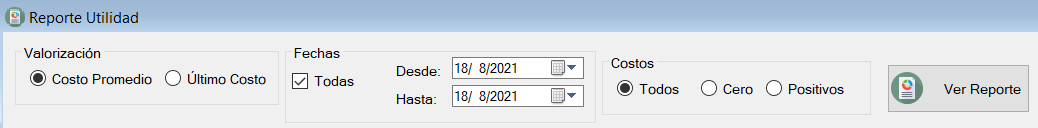 Reporte Utilidad
Valorización
Costo Promedio
Último Costo
Fechas
Todas
Desde: 18/ 8/2021
Hasta: 18/ 8/2021
Costos
Todos
Cero
Positivos
Ver Reporte